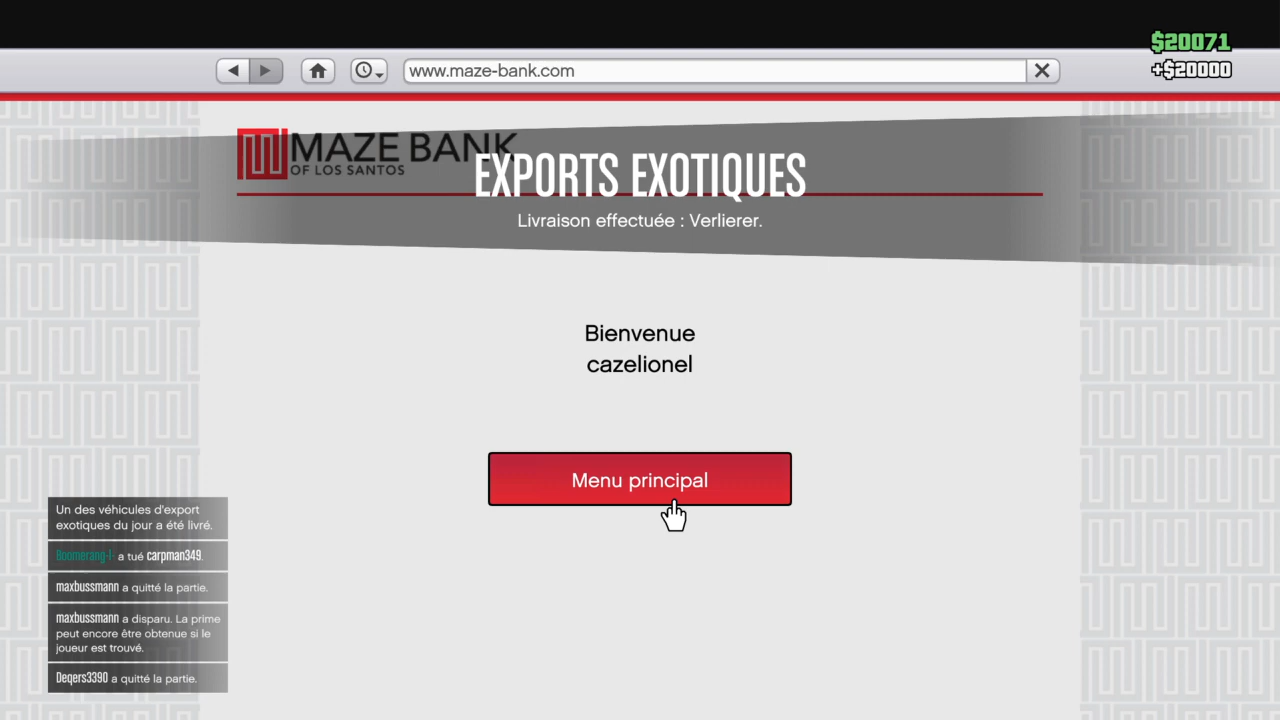 $20071
+$20000
www.maze-bank.com
MAZE BANK
OF LOS SANTOS
EXPORTS EXOTIQUES
Livraison effectuée : Verlierer.
Bienvenue
cazelionel
Menu principal
Un des véhicules d'export
exotiques du jour a été livré.
Boomerang-I- a tué carpman349.
maxbussmann a quitté la partie.
maxbussmann a disparu. La prime
peut encore être obtenue si le
joueur est trouvé.
Deqers3390 a quitté la partie.